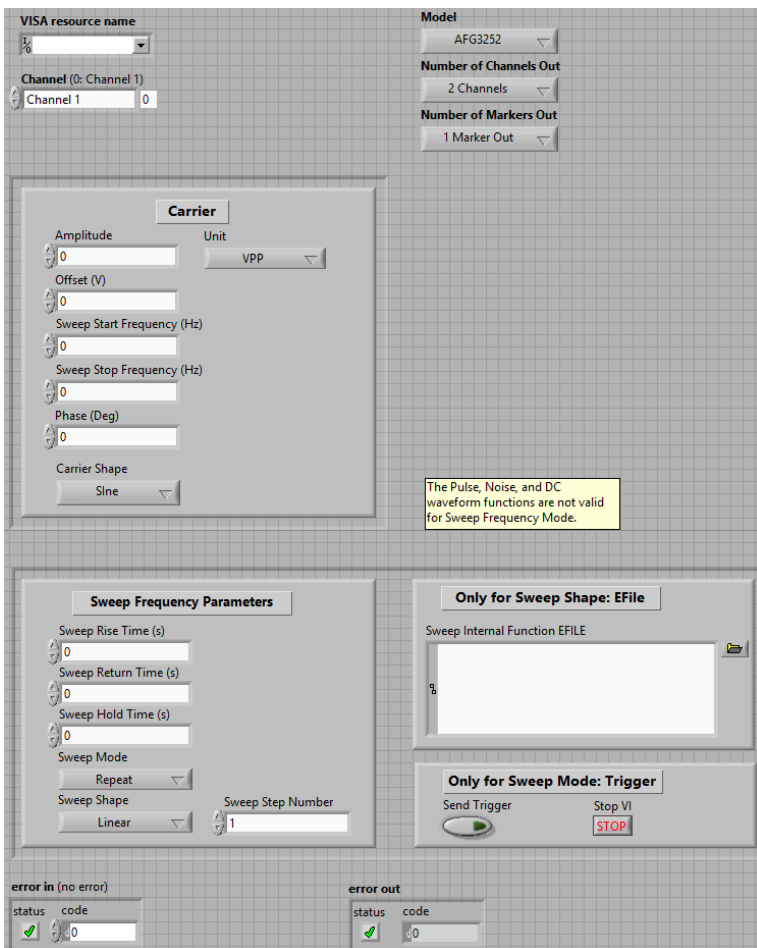 VISA resource name
Model
AFG3252
Channel (0: Channel 1)
Channel 1
0
Number of Channels Out
2 Channels
Number of Markers Out
1 Marker Out
Carrier
Amplitude
Unit
0
VPP
Offset (V)
0
Sweep Start Frequency (Hz)
0
Sweep Stop Frequency (Hz)
0
Phase (Deg)
0
Carrier Shape
SIne
The Pulse, Noise, and DC
waveform functions are not valid
for Sweep Frequency Mode.
Sweep Frequency Parameters
Sweep Rise Time (s)
0
Sweep Return Time (s)
0
Sweep Hold Time (s)
0
Sweep Mode
Repeat
Sweep Shape
Sweep Step Number
Linear
1
Only for Sweep Shape: EFile
Sweep Internal Function EFILE
Only for Sweep Mode: Trigger
Send Trigger
Stop VI
STOP
error in (no error)
status
code
d0
error out
status
code
d0